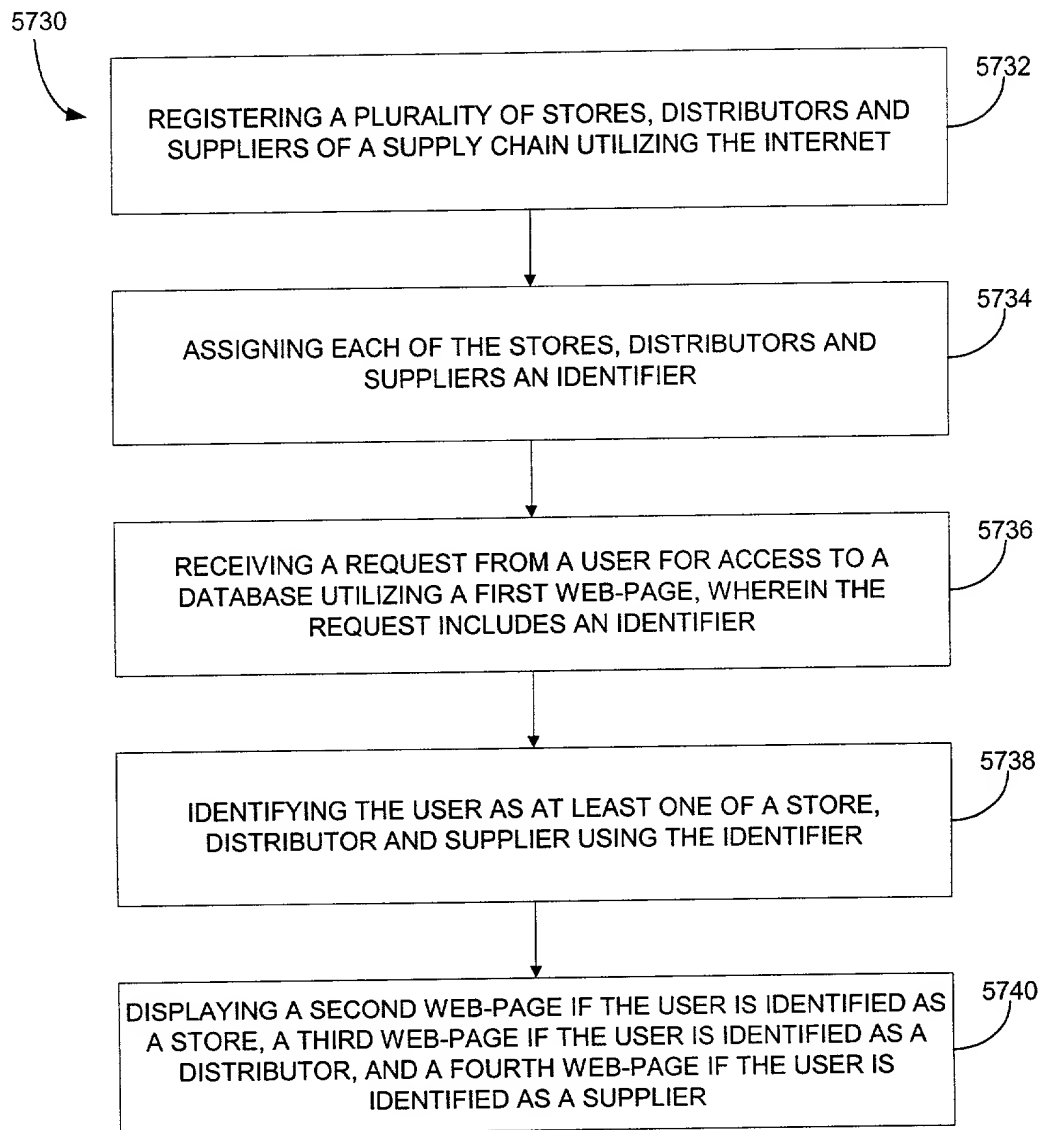 5730
5732
REGISTERING A PLURALITY OF STORES, DISTRIBUTORS AND
SUPPLIERS OF A SUPPLY CHAIN UTILIZING THE INTERNET
5734
ASSIGNING EACH OF THE STORES, DISTRIBUTORS AND
SUPPLIERS AN IDENTIFIER
5736
RECEIVING A REQUEST FROM A USER FOR ACCESS TO A
DATABASE UTILIZING A FIRST WEB-PAGE, WHEREIN THE
REQUEST INCLUDES AN IDENTIFIER
5738
IDENTIFYING THE USER AS AT LEAST ONE OF A STORE,
DISTRIBUTOR AND SUPPLIER USING THE IDENTIFIER
5740
DISPLAYING A SECOND WEB-PAGE IF THE USER IS IDENTIFIED AS
A STORE, A THIRD WEB-PAGE IF THE USER IS IDENTIFIED AS A
DISTRIBUTOR, AND A FOURTH WEB-PAGE IF THE USER IS
IDENTIFIED AS A SUPPLIER